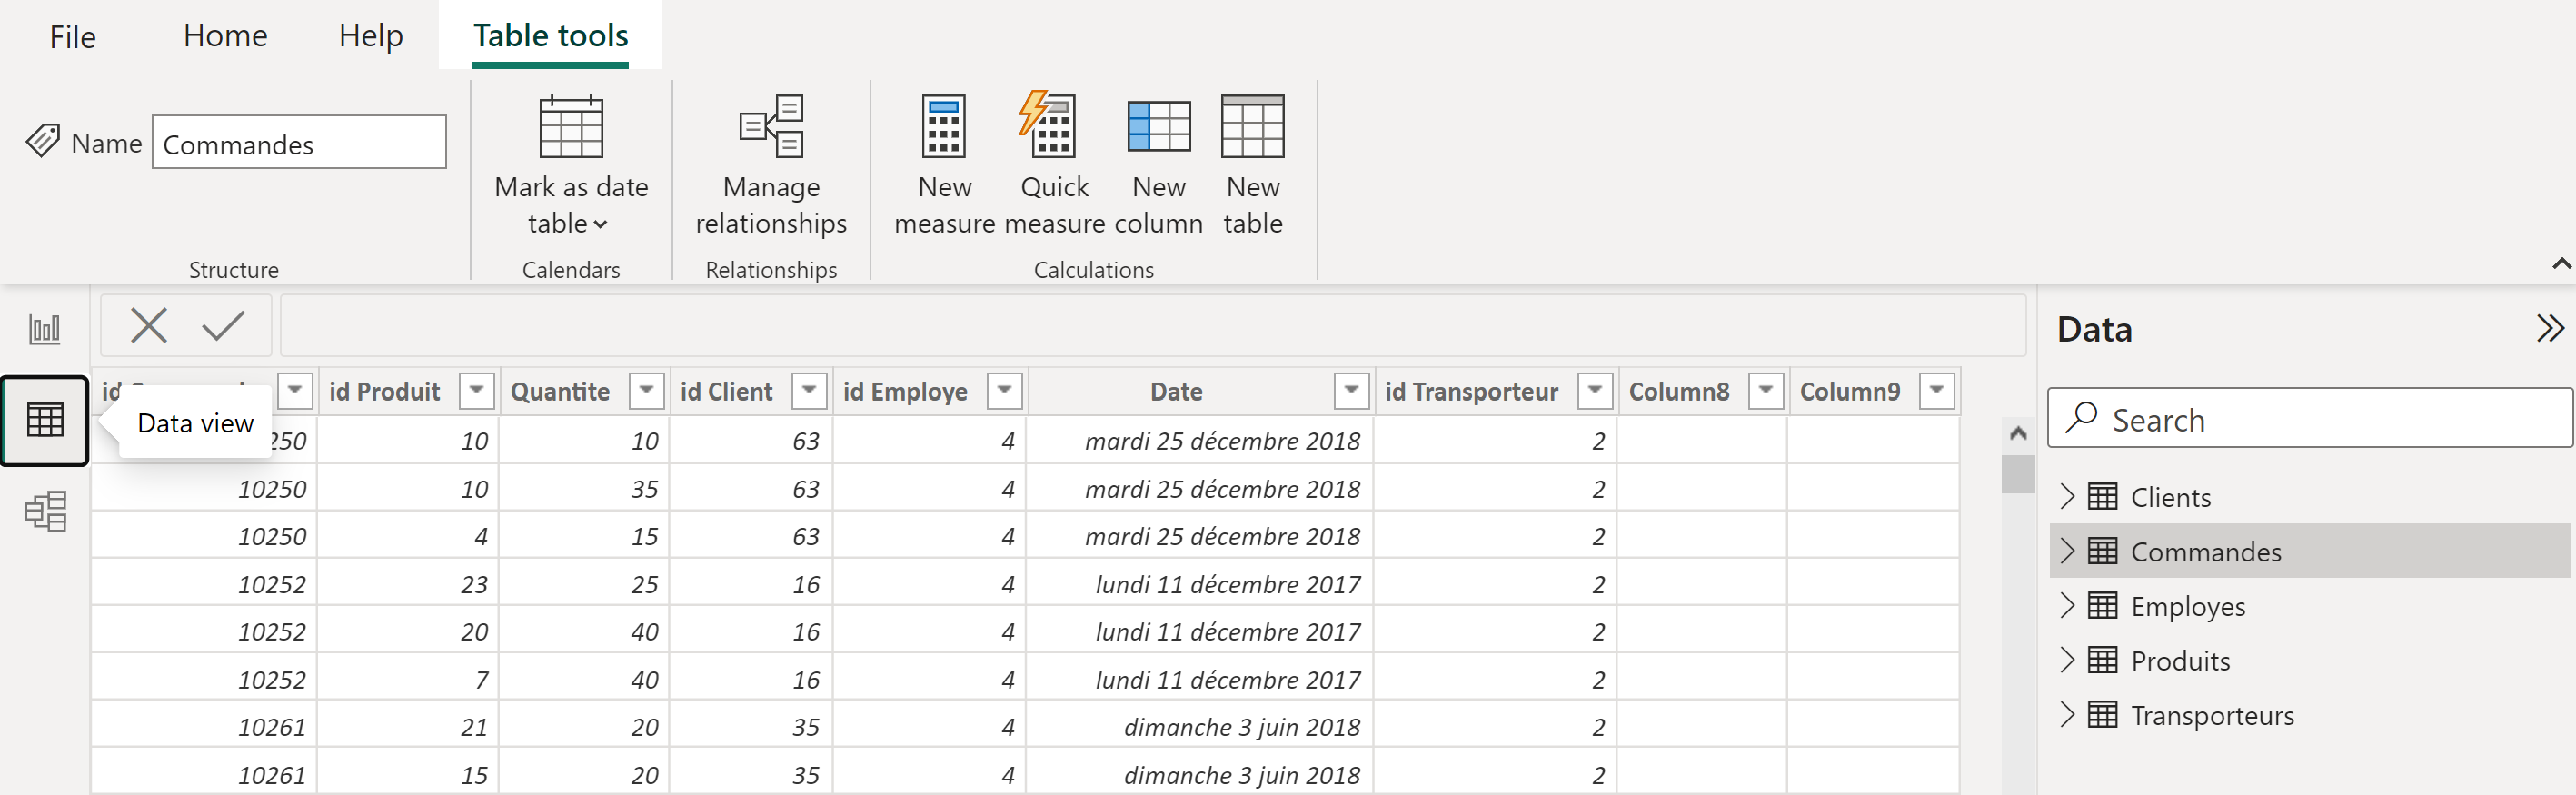 File Home Help Table tools
Name Commandes
Mark as date table
Manage relationships
New measure
Quick measure
New column
New table
Structure Calendars Relationships Calculations
Data
id Produit Quantite id Client id Employe Date id Transporteur Column8 Column9
Data view
250 10 10 63 4 mardi 25 décembre 2018 2
10250 10 35 63 4 mardi 25 décembre 2018 2
10250 4 15 63 4 mardi 25 décembre 2018 2
10252 23 25 16 4 lundi 11 décembre 2017 2
10252 20 40 16 4 lundi 11 décembre 2017 2
10252 7 40 16 4 lundi 11 décembre 2017 2
10261 21 20 35 4 dimanche 3 juin 2018 2
10261 15 20 35 4 dimanche 3 juin 2018 2
Search
Clients
Commandes
Employes
Produits
Transporteurs